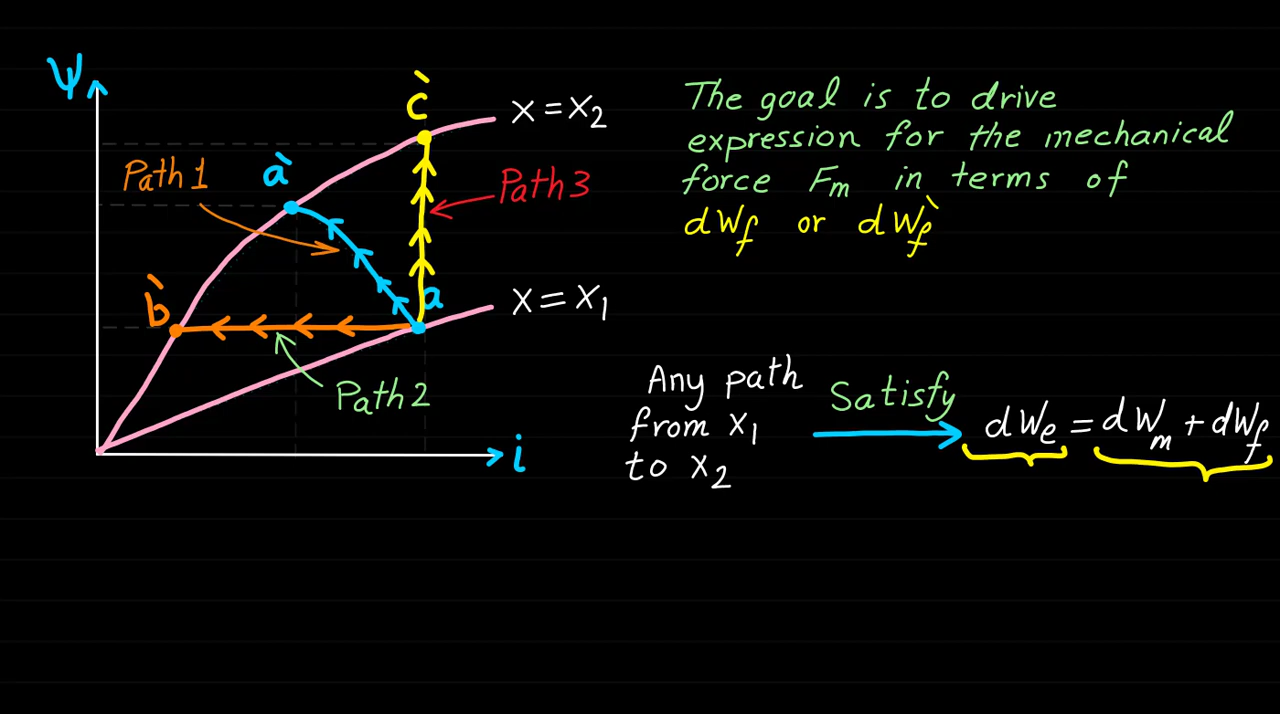 Ψ
c̀
x = x₂
Path 1
à
Path 3
b̀
a
x = x₁
Path 2
i
The goal is to drive
expression for the mechanical
force Fm in terms of
dWf or dWf̀
Any path
from x₁
to x₂
Satisfy
dWe = dWm + dWf